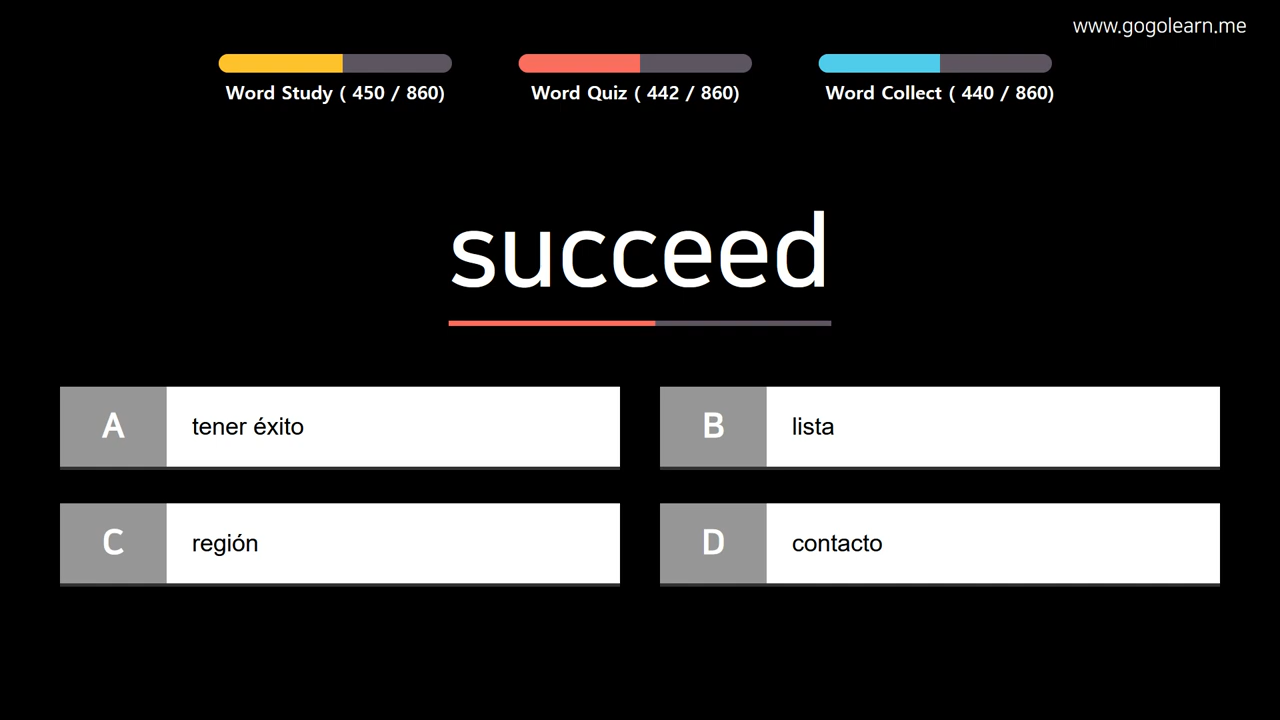 www.gogolearn.me
Word Study ( 450 / 860)
Word Quiz ( 442 / 860)
Word Collect ( 440 / 860)
succeed
A tener éxito
B lista
C región
D contacto